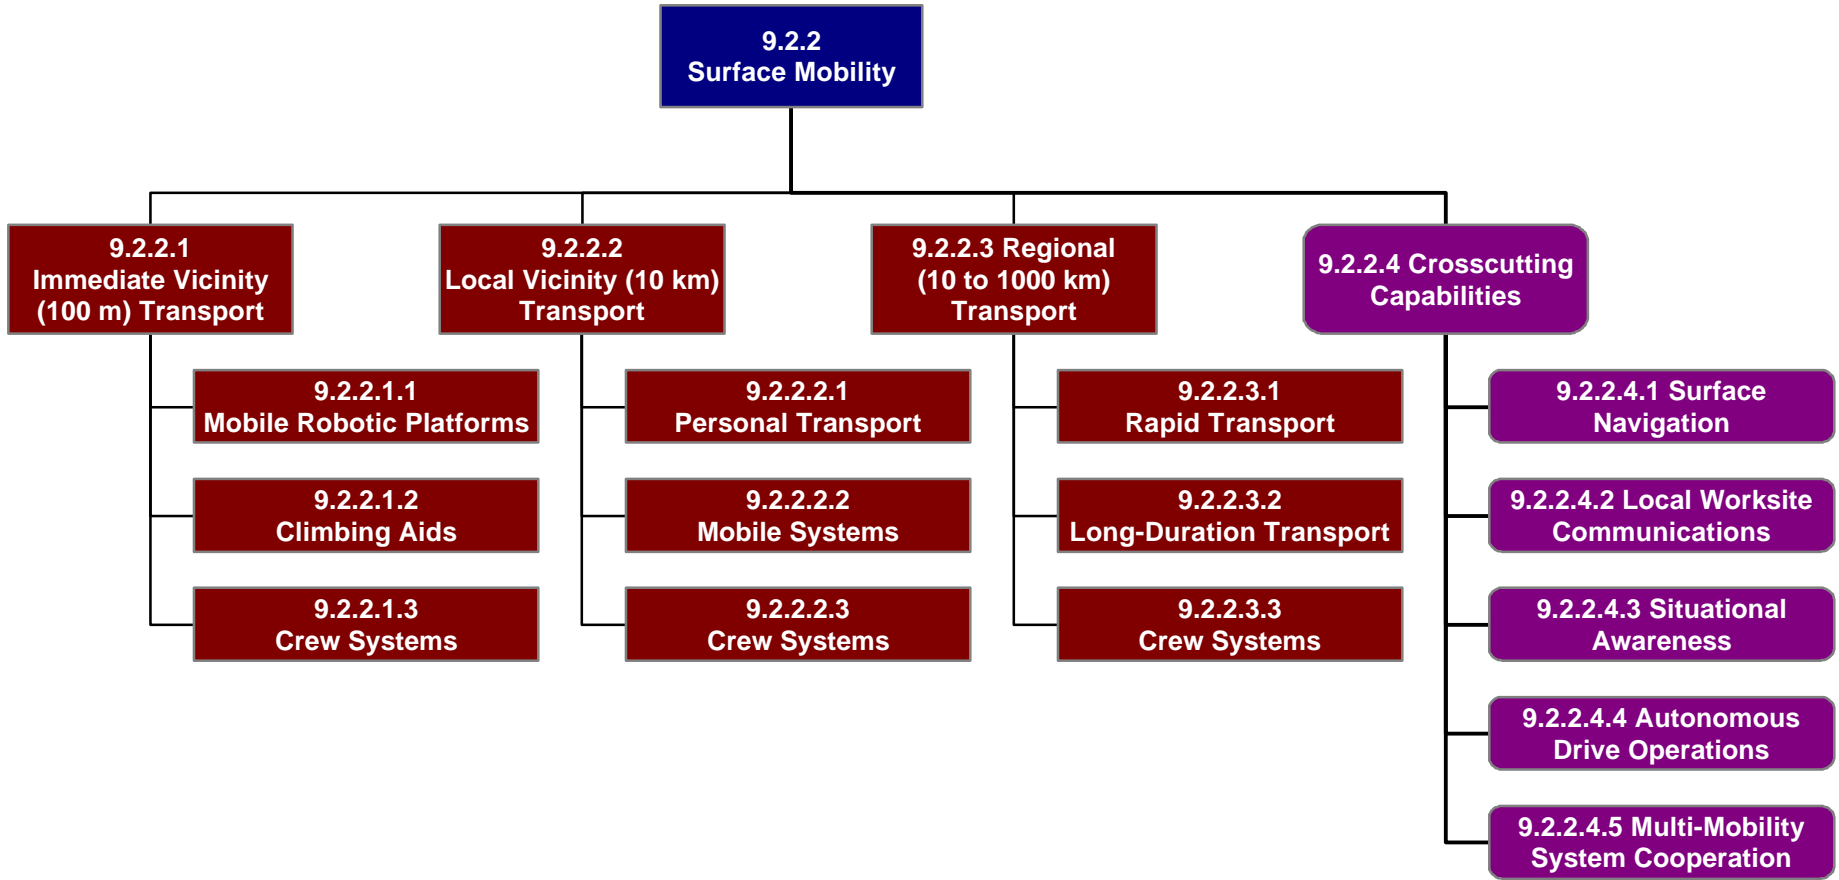 9.2.2
Surface Mobility
9.2.2.1
Immediate Vicinity
(100 m) Transport
9.2.2.2
Local Vicinity (10 km)
Transport
9.2.2.3 Regional
(10 to 1000 km)
Transport
9.2.2.4 Crosscutting
Capabilities
9.2.2.1.1
Mobile Robotic Platforms
9.2.2.1.2
Climbing Aids
9.2.2.1.3
Crew Systems
9.2.2.2.1
Personal Transport
9.2.2.2.2
Mobile Systems
9.2.2.2.3
Crew Systems
9.2.2.3.1
Rapid Transport
9.2.2.3.2
Long-Duration Transport
9.2.2.3.3
Crew Systems
9.2.2.4.1 Surface
Navigation
9.2.2.4.2 Local Worksite
Communications
9.2.2.4.3 Situational
Awareness
9.2.2.4.4 Autonomous
Drive Operations
9.2.2.4.5 Multi-Mobility
System Cooperation